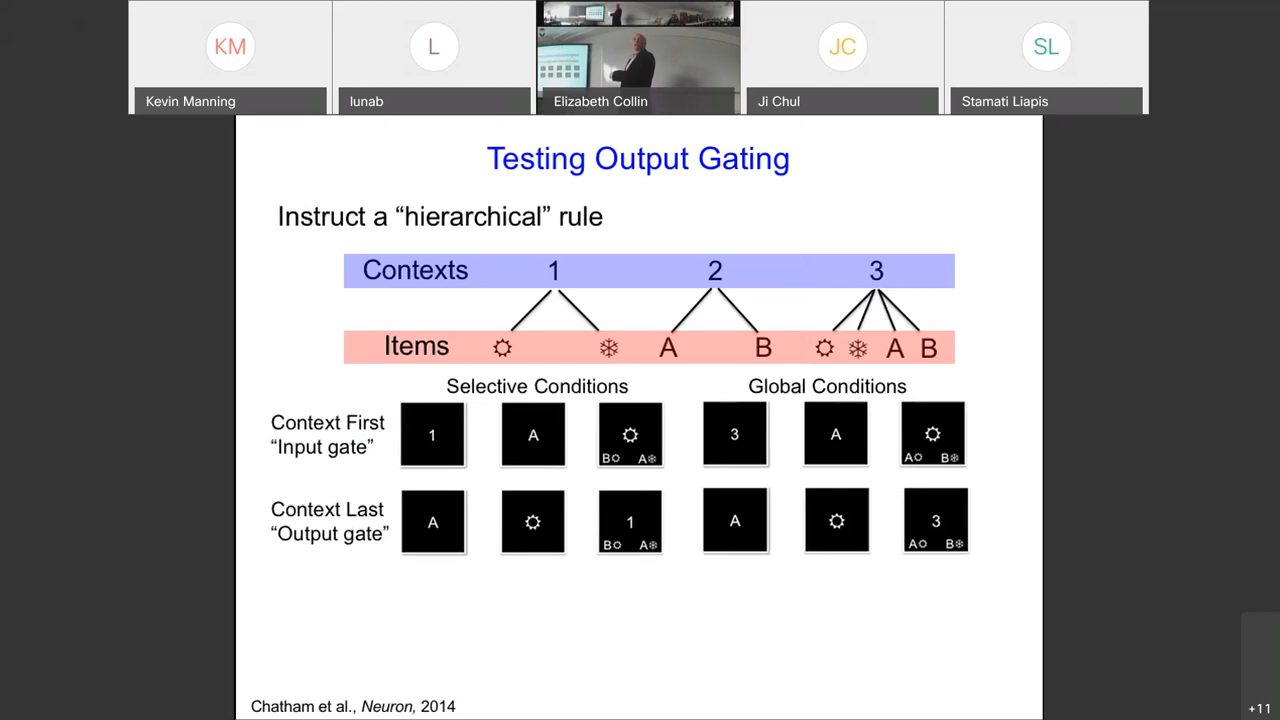 KM L JC SL
Kevin Manning lunab Elizabeth Collin Ji Chul Stamati Liapis
Testing Output Gating
Instruct a “hierarchical” rule
Contexts 1 2 3
Items ☼ ❄ A B ☼ ❄ A B
Selective Conditions Global Conditions
Context First
“Input gate”
1 A ☼ 3 A ☼
B☼ A❄ A☼ B❄
Context Last
“Output gate”
A ☼ 1 A ☼ 3
B☼ A❄ A☼ B❄
Chatham et al., Neuron, 2014
+11